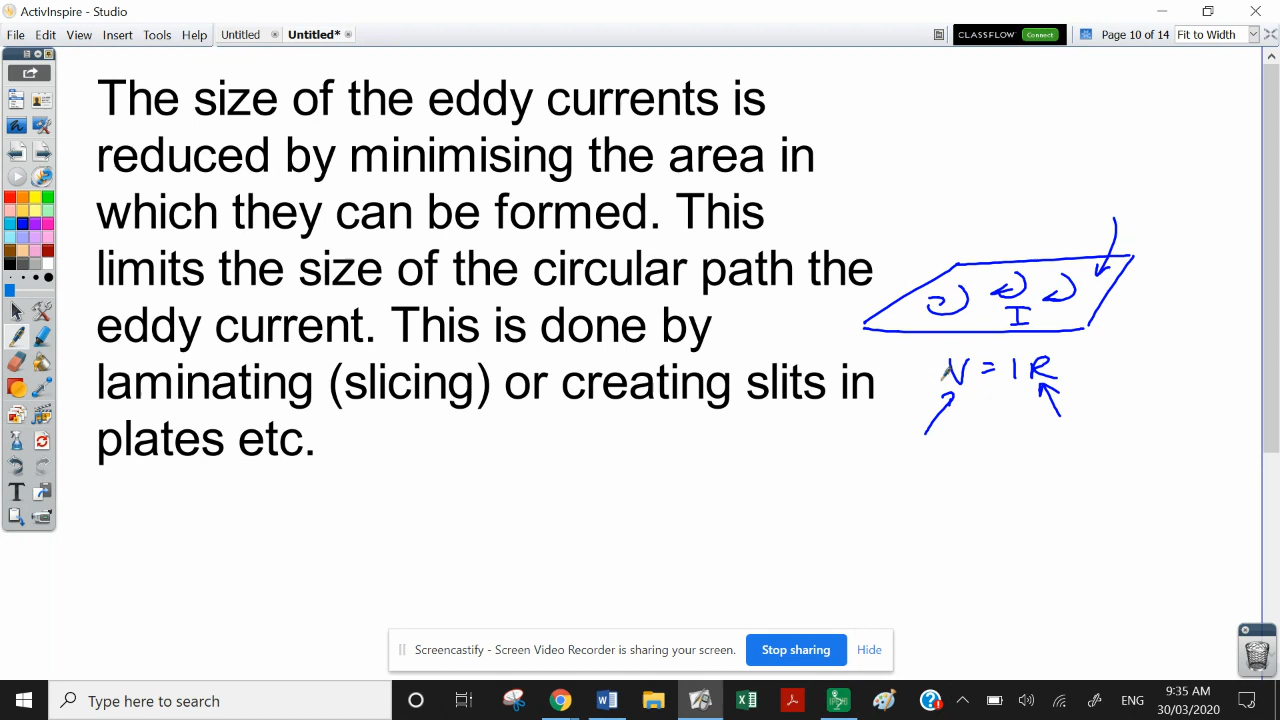 ActivInspire - Studio
File Edit View Insert Tools Help Untitled Untitled* CLASSFLOW Connect Page 10 of 14 Fit to Width
The size of the eddy currents is
reduced by minimising the area in
which they can be formed. This
limits the size of the circular path the
eddy current. This is done by
laminating (slicing) or creating slits in
plates etc.
I
V = IR
Screencastify - Screen Video Recorder is sharing your screen. Stop sharing Hide
Type here to search
ENG
9:35 AM
30/03/2020